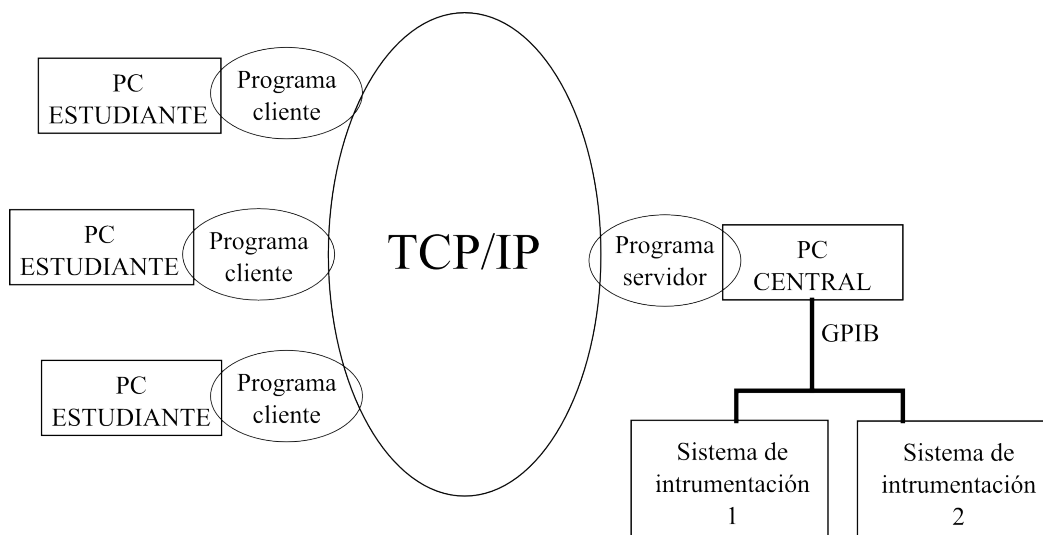 PC
ESTUDIANTE
Programa
cliente
PC
ESTUDIANTE
Programa
cliente
PC
ESTUDIANTE
Programa
cliente
TCP/IP
Programa
servidor
PC
CENTRAL
GPIB
Sistema de
intrumentación
1
Sistema de
intrumentación
2